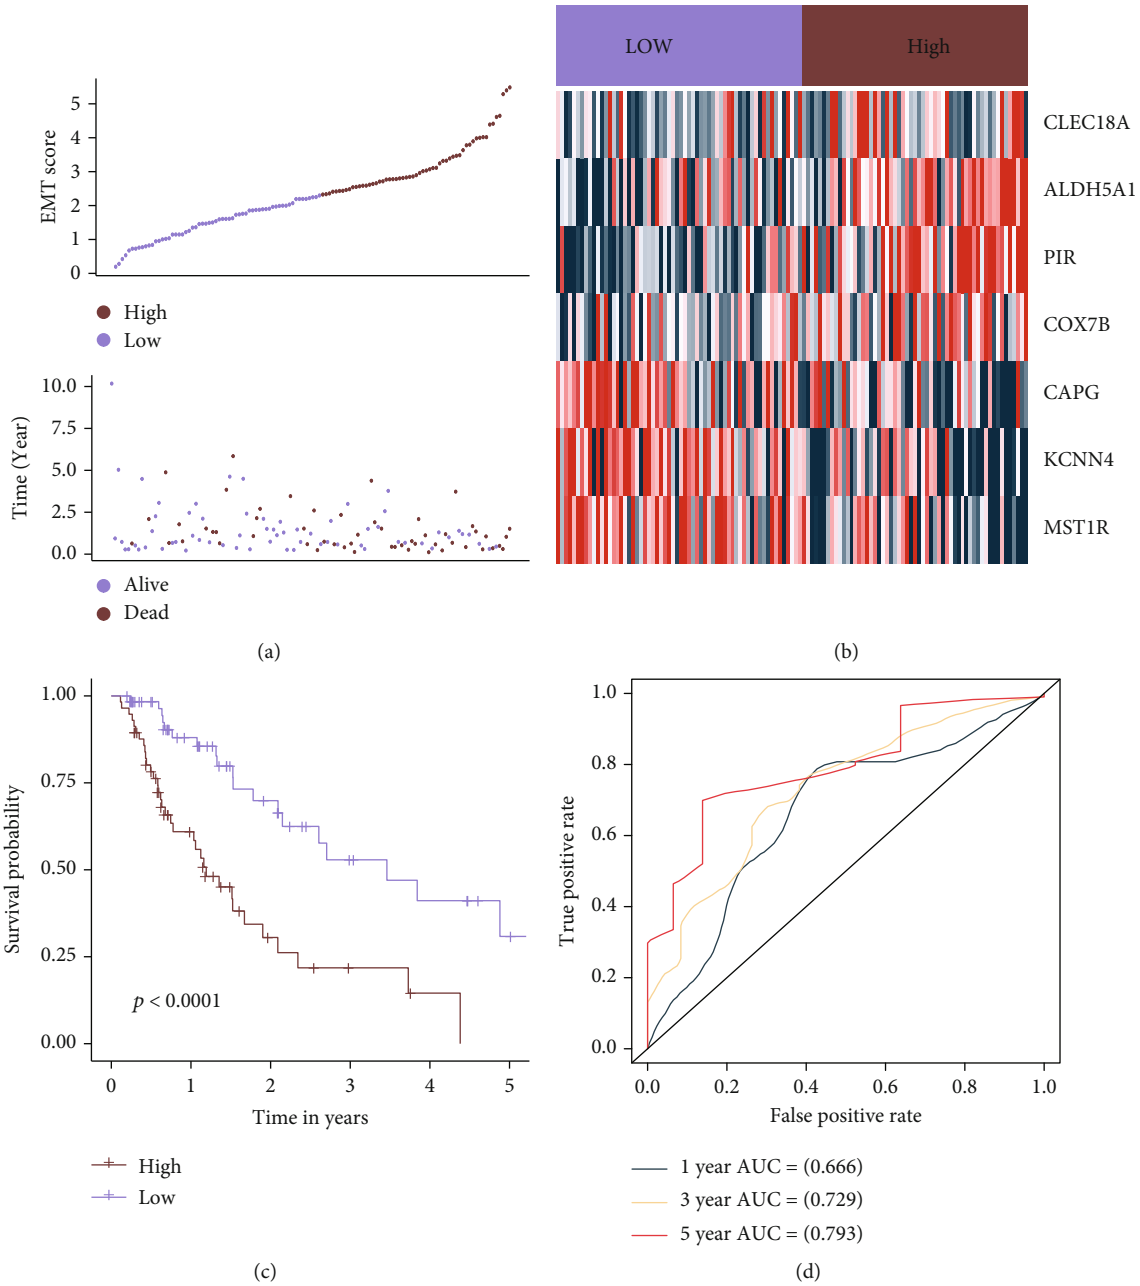 EMT score
5
4
3
2
1
0
High
Low
Time (Year)
10.0
7.5
5.0
2.5
0.0
Alive
Dead
(a)
LOW High
CLEC18A
ALDH5A1
PIR
COX7B
CAPG
KCNN4
MST1R
(b)
Survival probability
1.00
0.75
0.50
0.25
0.00
p < 0.0001
0 1 2 3 4 5
Time in years
High
Low
(c)
True positive rate
1.0
0.8
0.6
0.4
0.2
0.0
0.0 0.2 0.4 0.6 0.8 1.0
False positive rate
1 year AUC = (0.666)
3 year AUC = (0.729)
5 year AUC = (0.793)
(d)